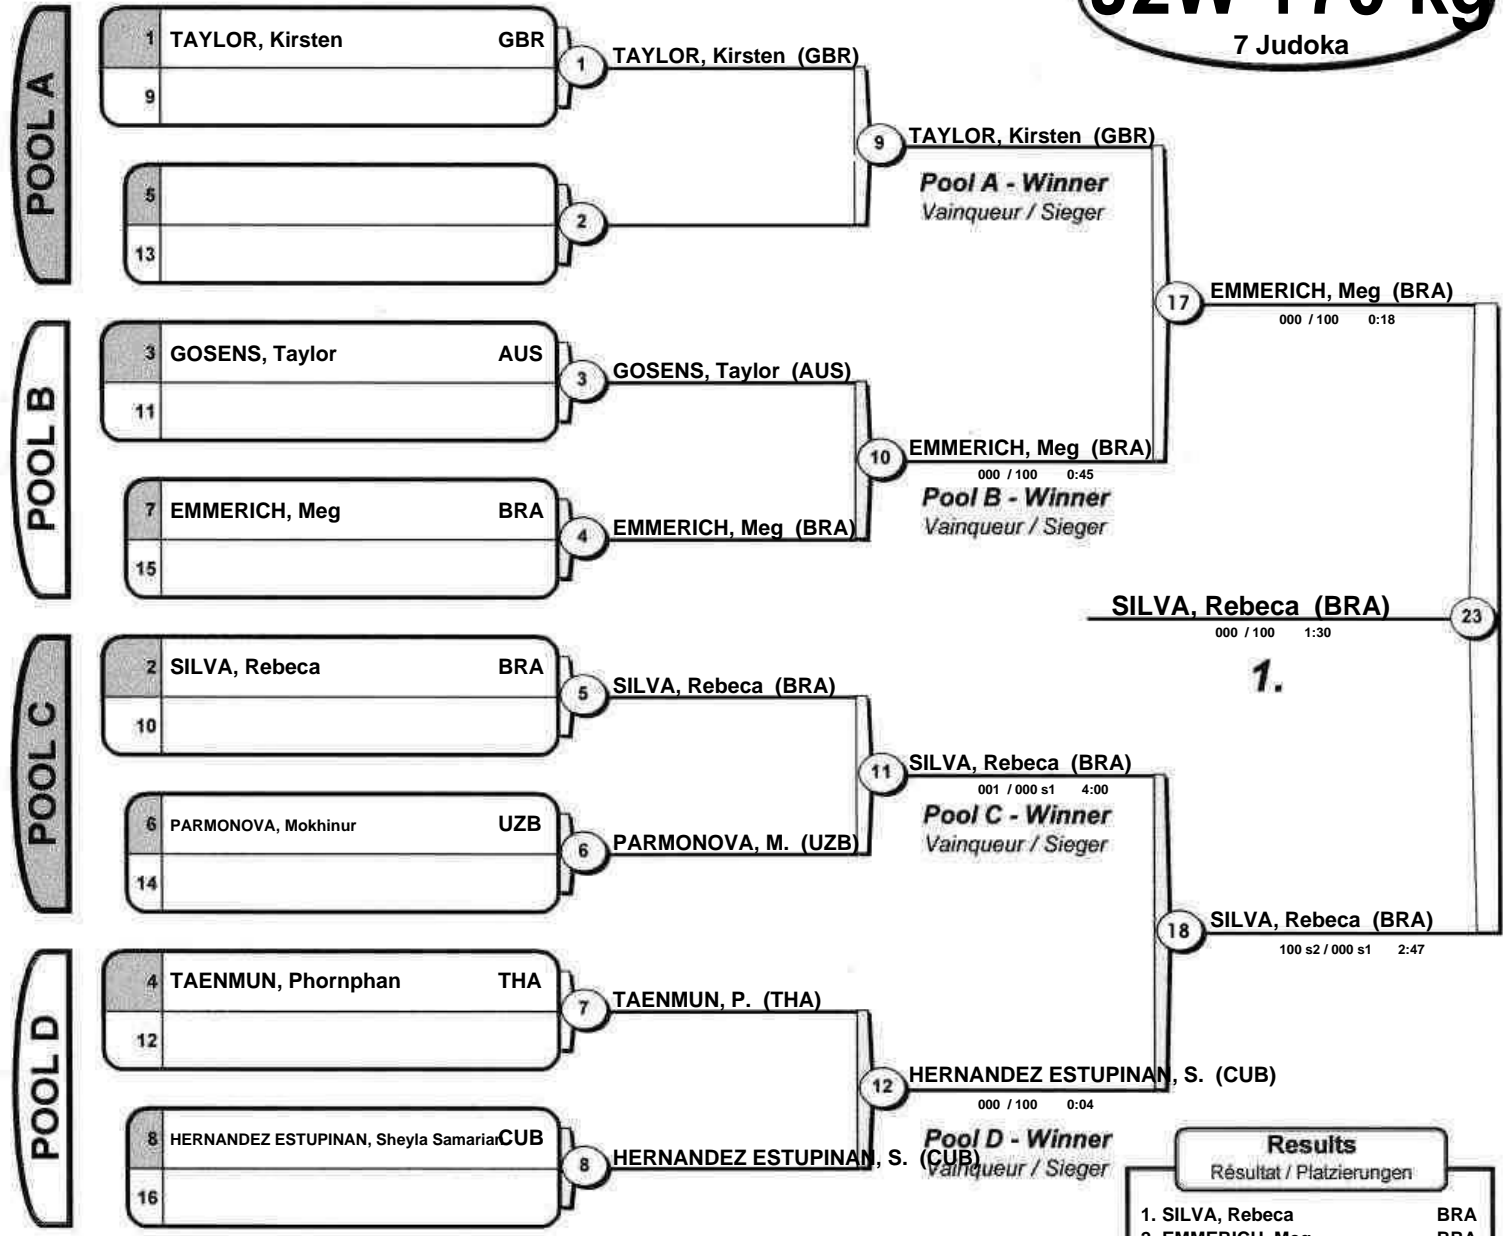 7 Judoka
POOL A
1 TAYLOR, Kirsten GBR
9
1 TAYLOR, Kirsten (GBR)
5
13
2
9 TAYLOR, Kirsten (GBR)
Pool A - Winner
Vainqueur / Sieger
POOL B
3 GOSENS, Taylor AUS
11
3 GOSENS, Taylor (AUS)
7 EMMERICH, Meg BRA
15
4 EMMERICH, Meg (BRA)
10 EMMERICH, Meg (BRA)
000 / 100 0:45
Pool B - Winner
Vainqueur / Sieger
17 EMMERICH, Meg (BRA)
000 / 100 0:18
SILVA, Rebeca (BRA) 23
000 / 100 1:30
1.
POOL C
2 SILVA, Rebeca BRA
10
5 SILVA, Rebeca (BRA)
6 PARMONOVA, Mokhinur UZB
14
6 PARMONOVA, M. (UZB)
11 SILVA, Rebeca (BRA)
001 / 000 s1 4:00
Pool C - Winner
Vainqueur / Sieger
POOL D
4 TAENMUN, Phornphan THA
12
7 TAENMUN, P. (THA)
8 HERNANDEZ ESTUPINAN, Sheyla Samarian CUB
16
8 HERNANDEZ ESTUPINAN, S. (CUB)
12 HERNANDEZ ESTUPINAN, S. (CUB)
000 / 100 0:04
Pool D - Winner
Vainqueur / Sieger
18 SILVA, Rebeca (BRA)
100 s2 / 000 s1 2:47
Results
Résultat / Platzierungen
1. SILVA, Rebeca BRA